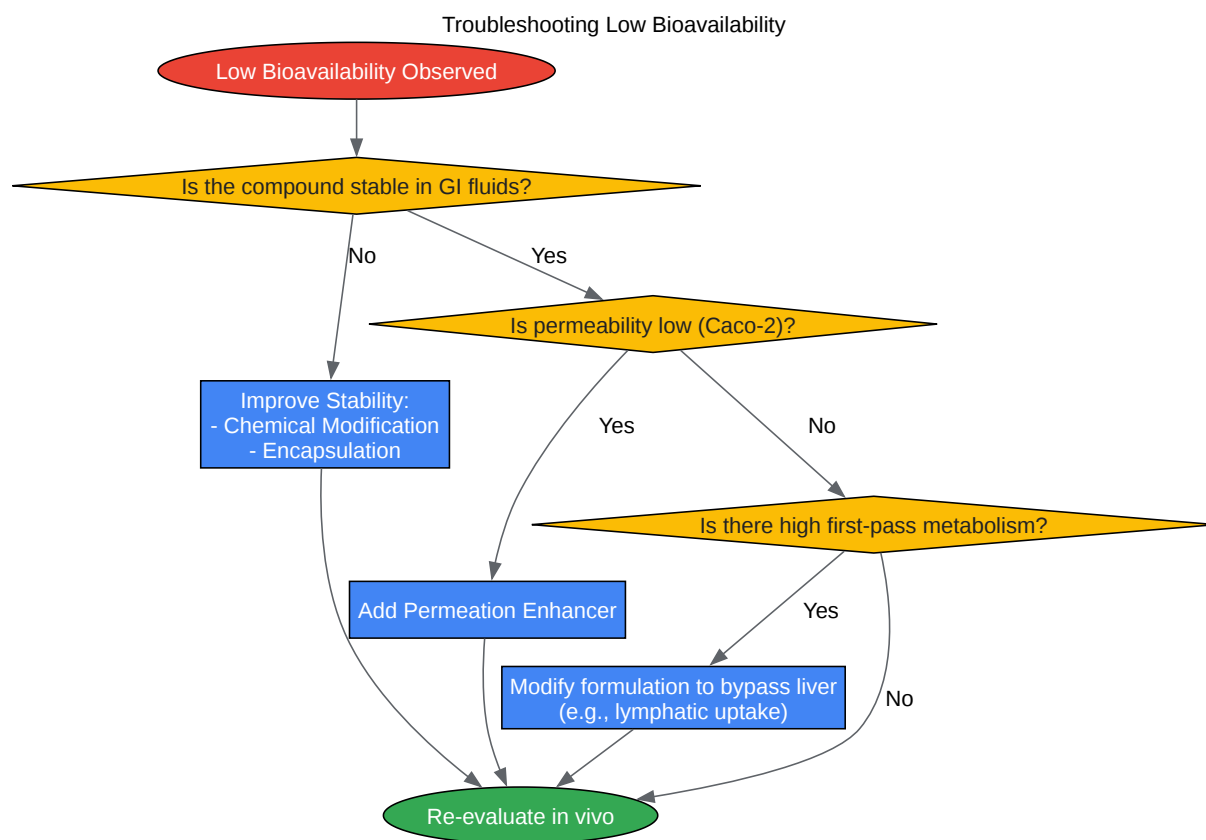 Troubleshooting Low Bioavailability
Low Bioavailability Observed
Is the compound stable in GI fluids?
No
Yes
Is permeability low (Caco-2)?
Improve Stability:
- Chemical Modification
- Encapsulation
Yes
No
Is there high first-pass metabolism?
Add Permeation Enhancer
Yes
Modify formulation to bypass liver
(e.g., lymphatic uptake)
No
Re-evaluate in vivo